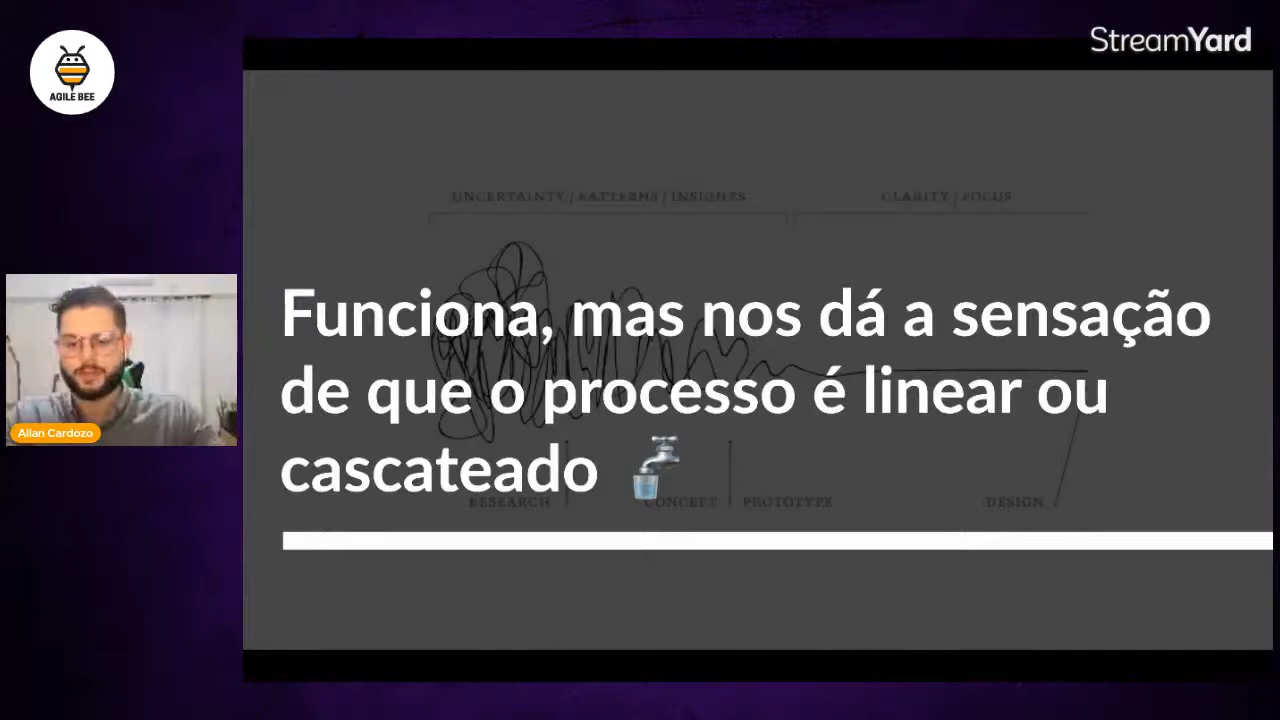 AGILE BEE
StreamYard
UNCERTAINTY / PATTERNS / INSIGHTS
CLARITY / FOCUS
Funciona, mas nos dá a sensação
de que o processo é linear ou
cascateado
RESEARCH
CONCEPT
PROTOTYPE
DESIGN
Allan Cardozo